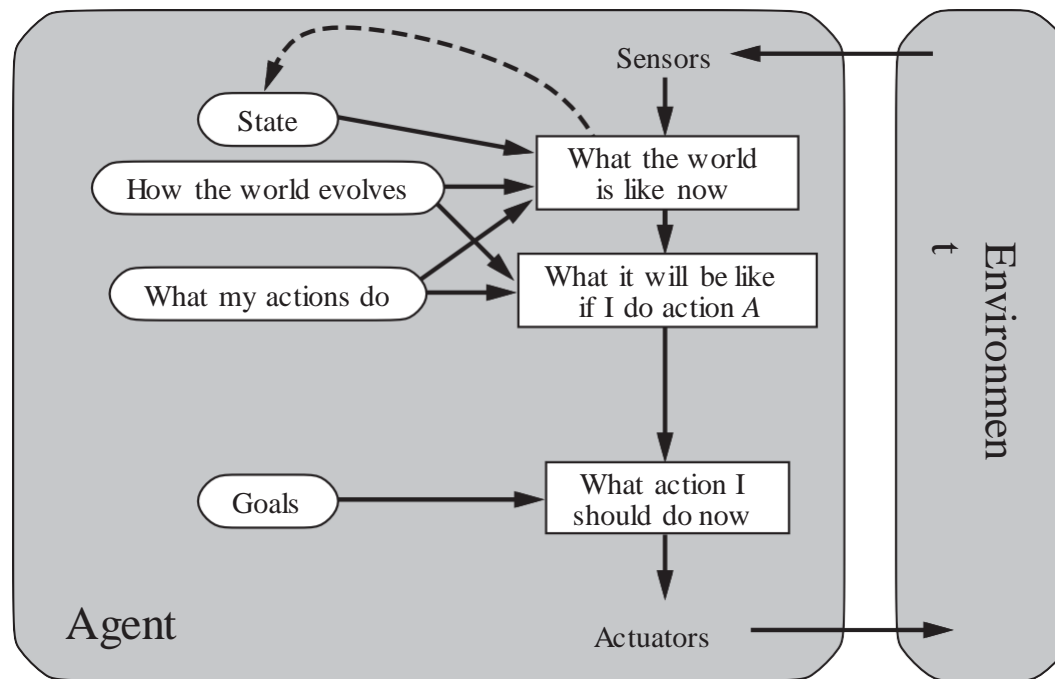 Sensors
State
What the world
is like now
How the world evolves
What it will be like
if I do action A
What my actions do
Environmen
t
Goals
What action I
should do now
Agent
Actuators